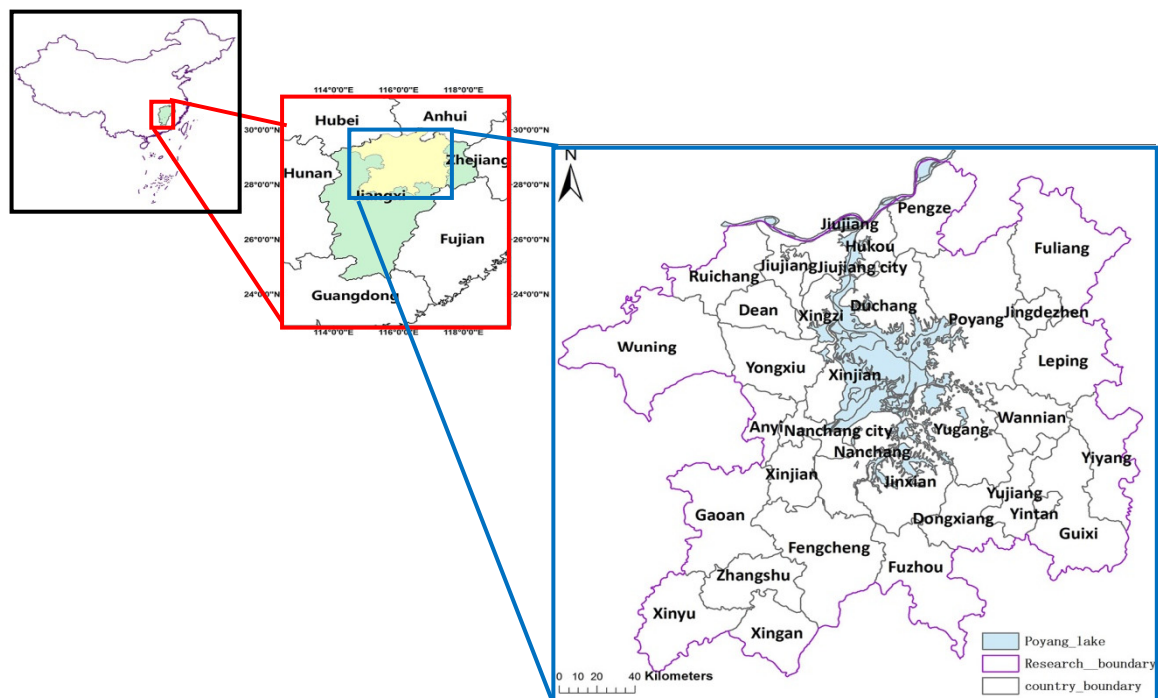 114°0'0"E 116°0'0"E 118°0'0"E
30°0'0"N
28°0'0"N
26°0'0"N
24°0'0"N
Hubei
Anhui
Hunan
Zhejiang
Jiangxi
Fujian
Guangdong
30°0'0"N
28°0'0"N
26°0'0"N
24°0'0"N
114°0'0"E 116°0'0"E 118°0'0"E
N
Pengze
Jiujiang
Hukou
Fuliang
Ruichang
Jiujiang
Jiujiang city
Dean
Xingzi
Duchang
Poyang
Jingdezhen
Wuning
Yongxiu
Xinjian
Leping
Anyi
Nanchang city
Yugang
Wannian
Nanchang
Xinjian
Jinxian
Yiyang
Gaoan
Yujiang
Dongxiang
Yintan
Guixi
Fengcheng
Fuzhou
Zhangshu
Xinyu
Xingan
Poyang_lake
Research__boundary
country_boundary
0 10 20 40 Kilometers